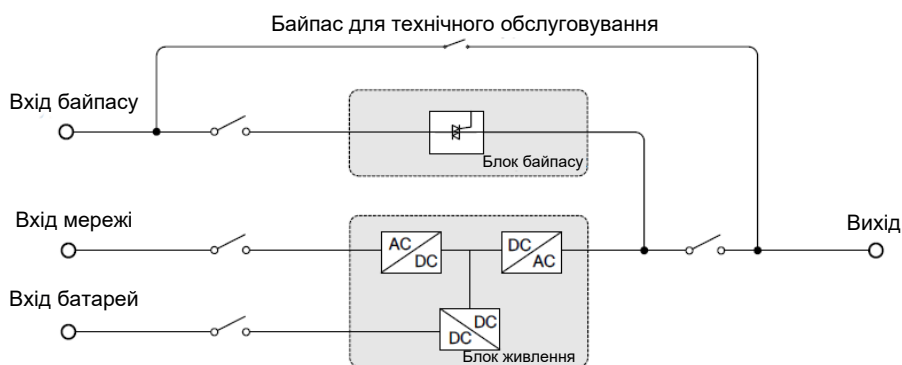 Байпас для технічного обслуговування
Вхід байпасу
Блок байпасу
Вхід мережі
Вихід
AC
DC
DC
AC
Вхід батарей
DC
DC
Блок живлення